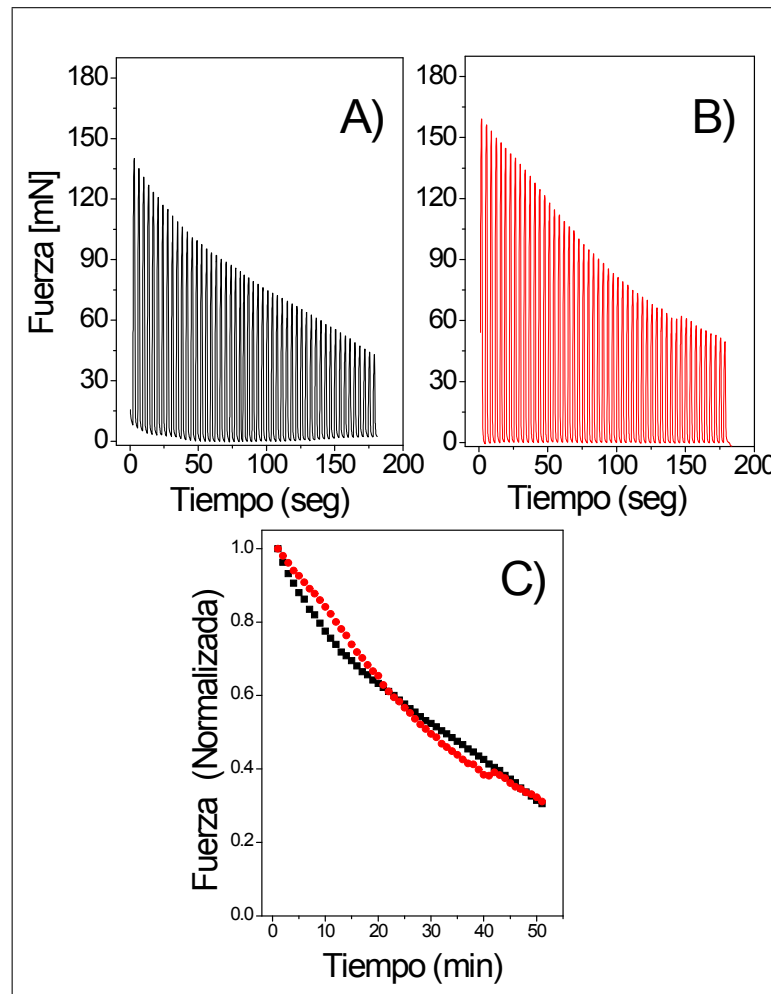 A)
B)
Fuerza [mN]
180
150
120
90
60
30
0
0 50 100 150 200
Tiempo (seg)
180
150
120
90
60
30
0
0 50 100 150 200
Tiempo (seg)
C)
Fuerza (Normalizada)
1.0
0.8
0.6
0.4
0.2
0.0
0 10 20 30 40 50
Tiempo (min)